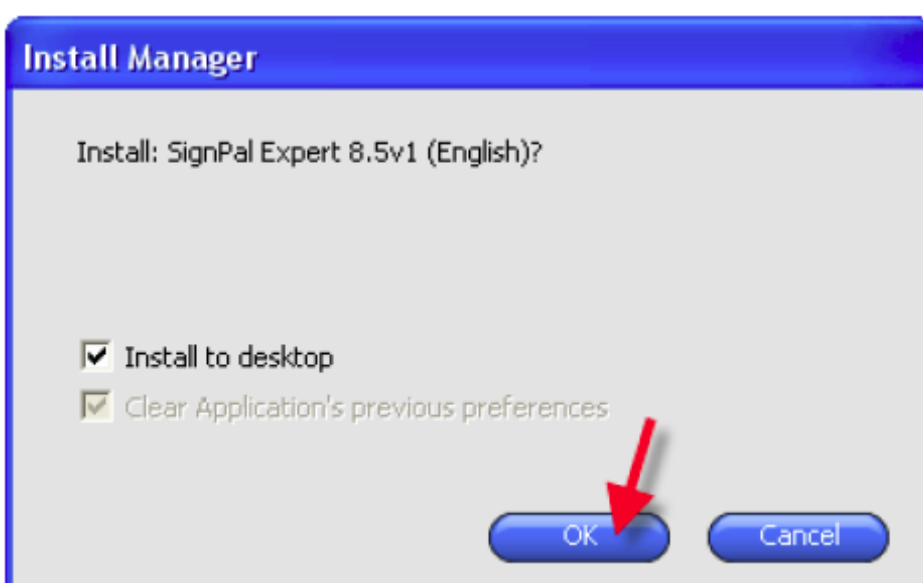 Install Manager
Install: SignPal Expert 8.5v1 (English)?
Install to desktop
Clear Application's previous preferences
OK
Cancel